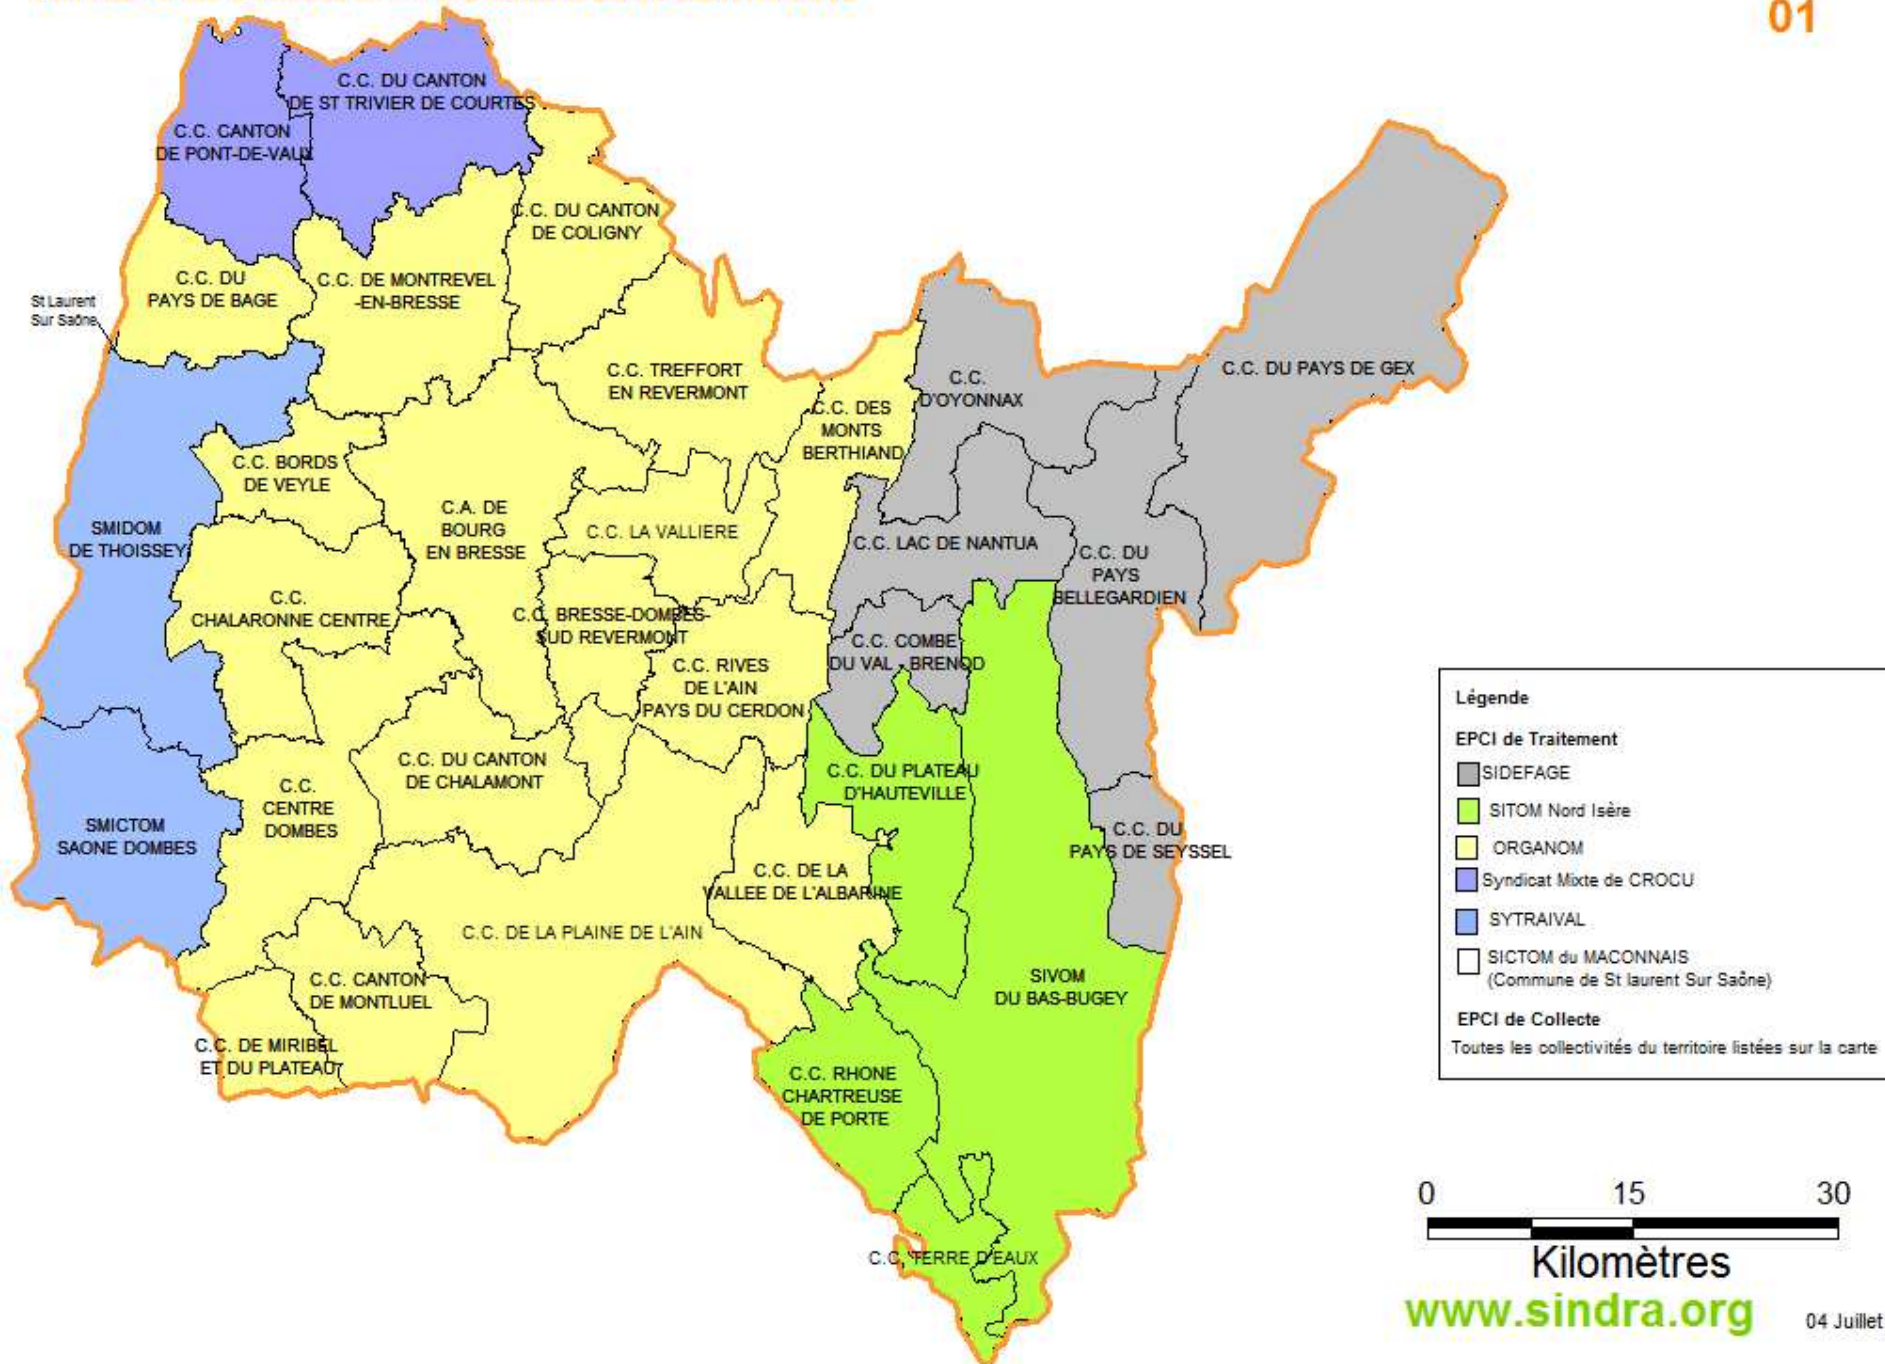 01
C.C. DU CANTON
DE ST TRIVIER DE COURTES
C.C. CANTON
DE PONT-DE-VAUX
C.C. DU CANTON
DE COLIGNY
C.C. DU
PAYS DE BAGE
C.C. DE MONTREVEL
-EN-BRESSE
St Laurent
Sur Saône
C.C. TREFFORT
EN REVERMONT
C.C. DES
MONTS
BERTHIAND
C.C.
D'OYONNAX
C.C. DU PAYS DE GEX
C.C. BORDS
DE VEYLE
C.A. DE
BOURG
EN BRESSE
C.C. LA VALLIERE
SMIDOM
DE THOISSEY
C.C. LAC DE NANTUA
C.C. DU
PAYS
BELLEGARDIEN
C.C.
CHALARONNE CENTRE
C.C. BRESSE-DOMBES-
SUD REVERMONT
C.C. COMBE
DU VAL - BRENOD
C.C. RIVES
DE L'AIN
PAYS DU CERDON
C.C. DU CANTON
DE CHALAMONT
C.C. DU PLATEAU
D'HAUTEVILLE
C.C.
CENTRE
DOMBES
SMICTOM
SAONE DOMBES
C.C. DU
PAYS DE SEYSSEL
C.C. DE LA
VALLEE DE L'ALBARINE
C.C. DE LA PLAINE DE L'AIN
C.C. CANTON
DE MONTLUEL
SIVOM
DU BAS-BUGEY
C.C. DE MIRIBEL
ET DU PLATEAU
C.C. RHONE
CHARTREUSE
DE PORTE
C.C. TERRE D'EAUX
Légende
EPCI de Traitement
SIDEFAGE
SITOM Nord Isère
ORGANOM
Syndicat Mixte de CROCU
SYTRAIVAL
SICTOM du MACONNAIS
(Commune de St laurent Sur Saône)
EPCI de Collecte
Toutes les collectivités du territoire listées sur la carte
0 15 30
Kilomètres
www.sindra.org
04 Juillet